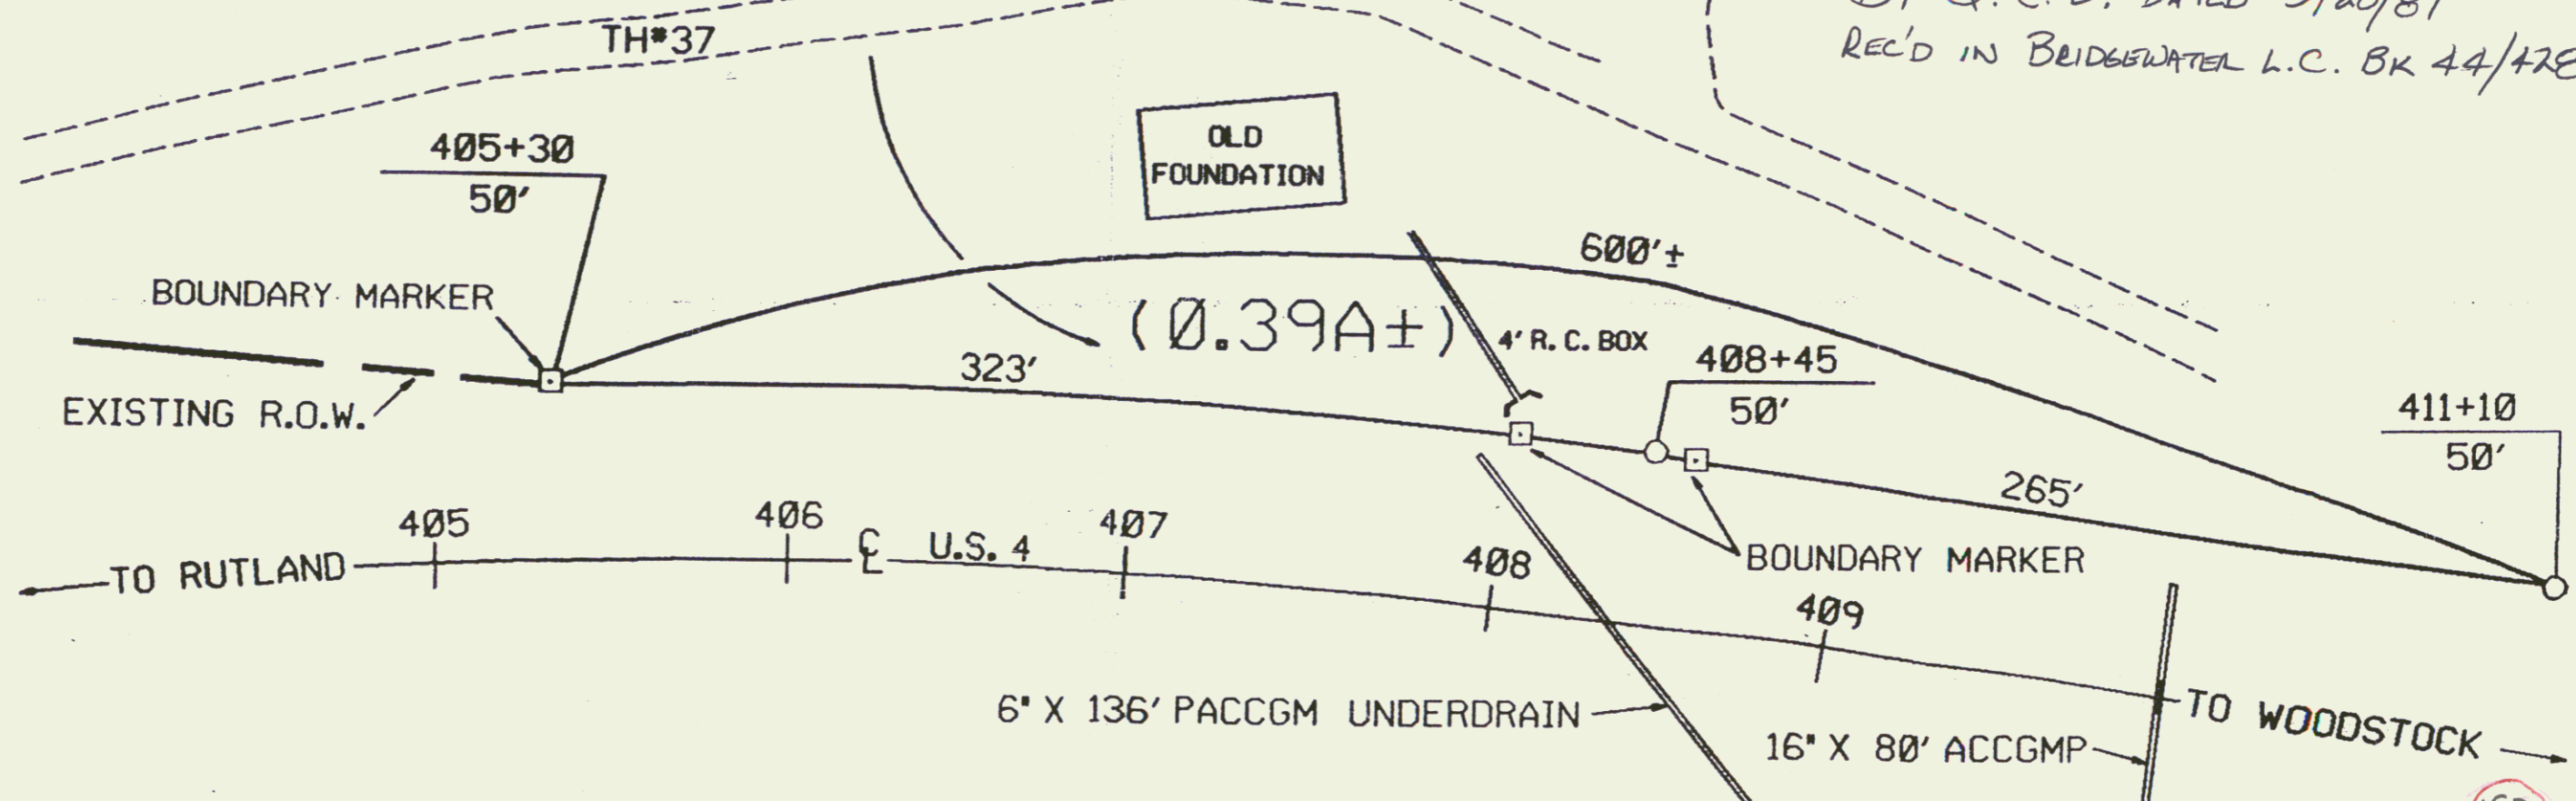 DATED
REC'D IN BRIDGEWATER L.C. BK 44/428
TH#37
405+30
50'
OLD
FOUNDATION
600'±
BOUNDARY MARKER
(0.39A±)
4' R.C. BOX
323'
408+45
50'
EXISTING R.O.W.
411+10
50'
265'
405
406
407
℄
U.S. 4
408
BOUNDARY MARKER
TO RUTLAND
409
6" X 136' PACCGM UNDERDRAIN
16" X 80' ACCGMP
TO WOODSTOCK